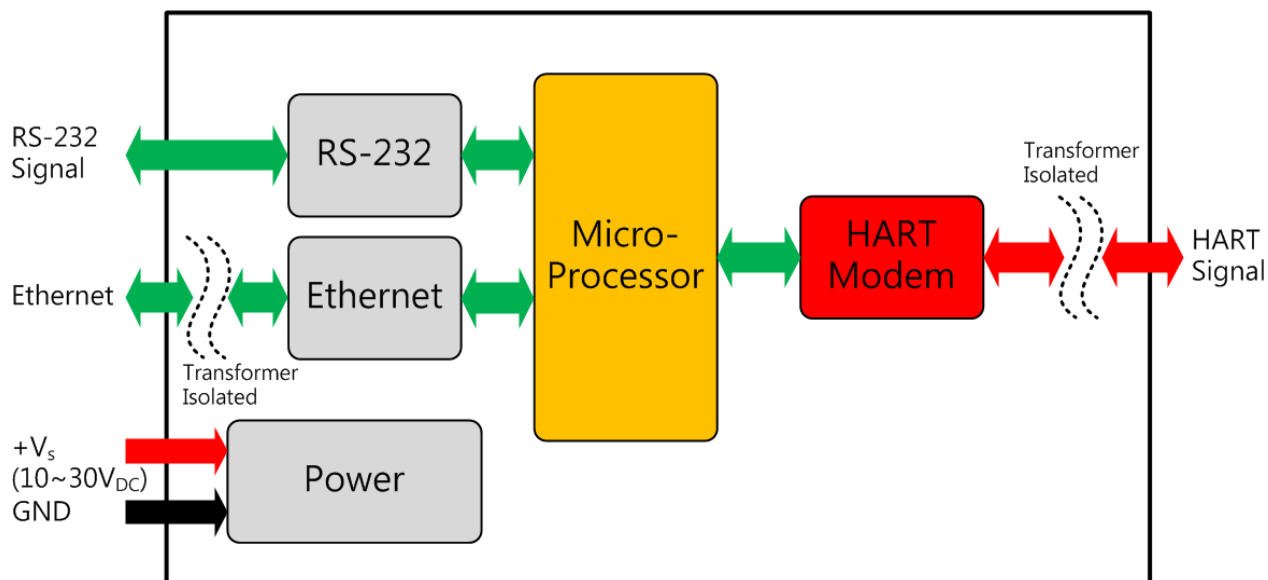 RS-232
Signal
RS-232
Ethernet
Ethernet
Transformer
Isolated
+Vs
(10~30VDC)
GND
Power
Micro-
Processor
HART
Modem
Transformer
Isolated
HART
Signal